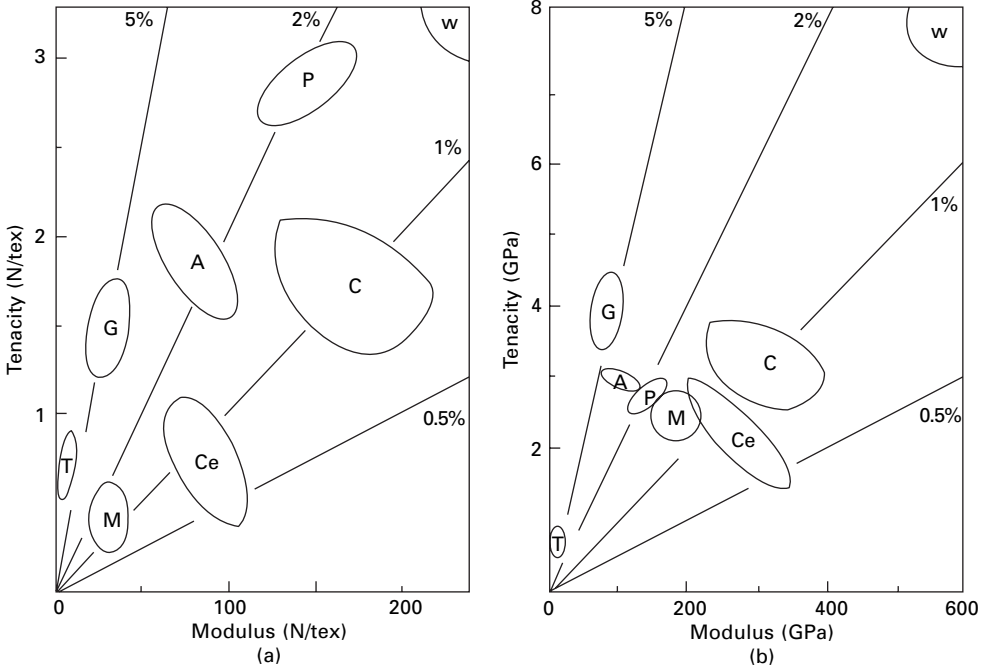 5%
2%
w
3
P
1%
2
A
C
G
1
T
Ce
0.5%
M
0
100
200
Tenacity (N/tex)
Modulus (N/tex)
(a)
8
5%
2%
w
6
1%
4
G
C
A
P
M
0.5%
2
Ce
T
0
200
400
600
Tenacity (GPa)
Modulus (GPa)
(b)